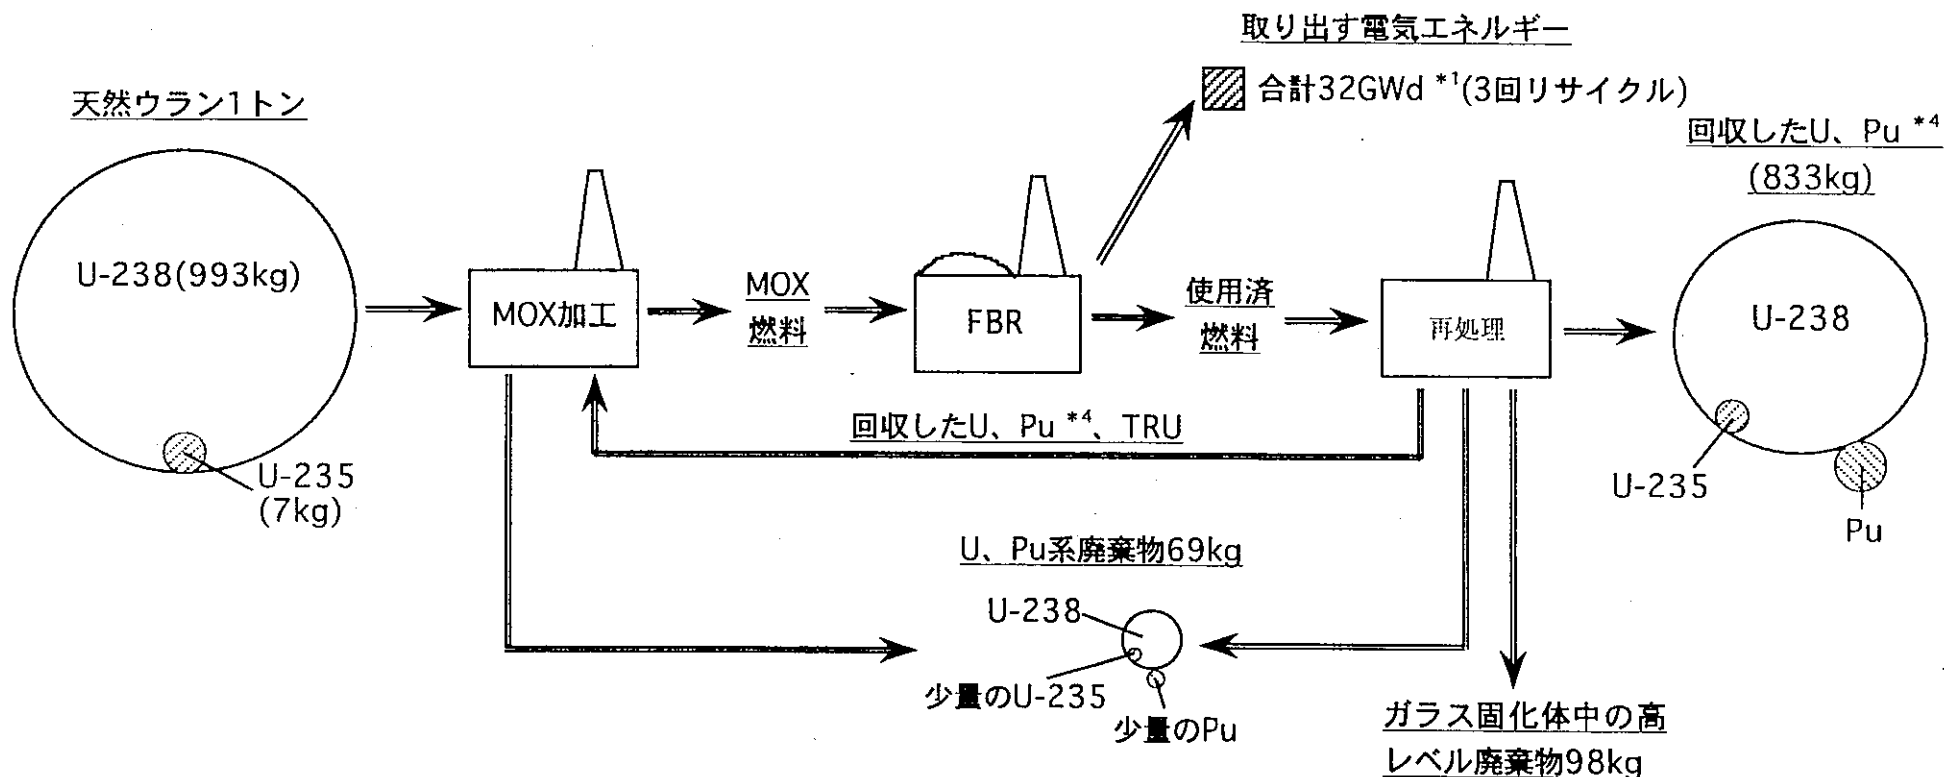 取り出す電気エネルギー
合計32GWd *1(3回リサイクル)
天然ウラン1トン
回収したU、Pu *4
(833kg)
U-238(993kg)
U-235
(7kg)
MOX加工
MOX
燃料
FBR
使用済
燃料
再処理
U-238
U-235
Pu
回収したU、Pu *4、TRU
U、Pu系廃棄物69kg
U-238
少量のU-235
少量のPu
ガラス固化体中の高
レベル廃棄物98kg